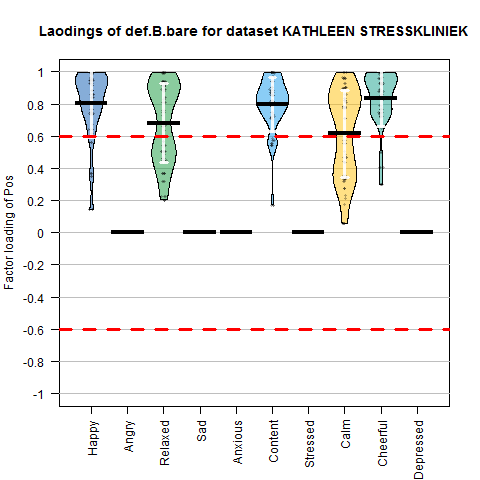 Laodings of def.B.bare for dataset KATHLEEN STRESSKLINIEK
Factor loading of Pos
1
0.8
0.6
0.4
0.2
0
-0.2
-0.4
-0.6
-0.8
-1
Happy
Angry
Relaxed
Sad
Anxious
Content
Stressed
Calm
Cheerful
Depressed